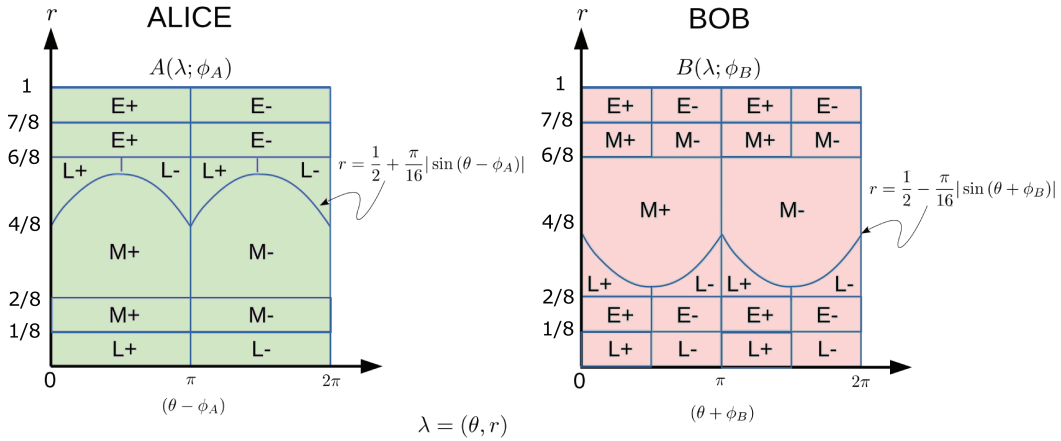 ALICE
r
A(λ; ϕ_A)
1
7/8
6/8
4/8
2/8
1/8
0
E+ E-
E+ E-
L+ L- L+ L-
M+ M-
M+ M-
L+ L-
r = 1/2 + π/16 |sin (θ − ϕ_A)|
π
2π
(θ − ϕ_A)
BOB
r
B(λ; ϕ_B)
1
7/8
6/8
4/8
2/8
1/8
0
E+ E- E+ E-
M+ M- M+ M-
M+ M-
L+ L- L+ L-
E+ E- E+ E-
L+ L- L+ L-
r = 1/2 − π/16 |sin (θ + ϕ_B)|
π
2π
(θ + ϕ_B)
λ = (θ, r)